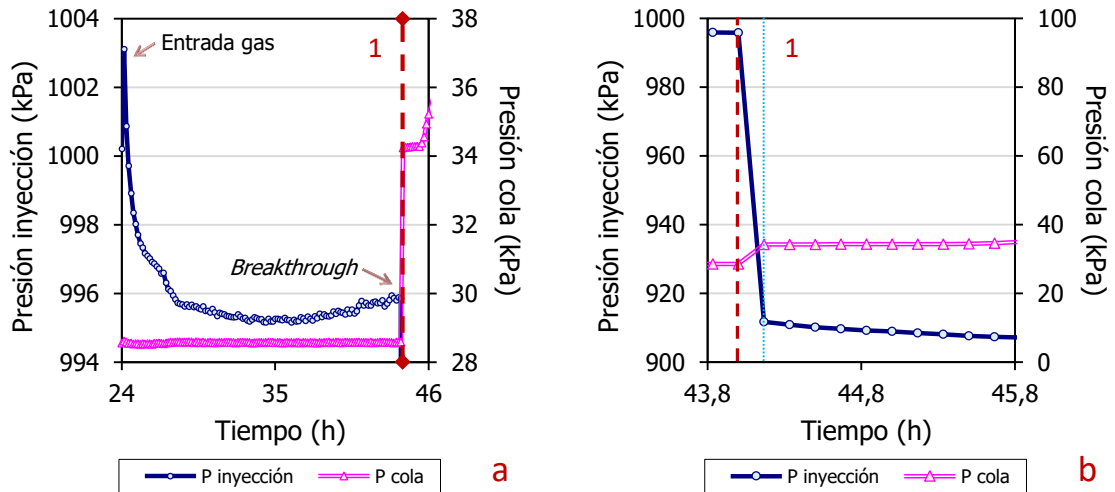 1004
1002
1000
998
996
994
38
36
34
33
31
30
28
24
35
46
Presión inyección (kPa)
Presión cola (kPa)
Tiempo (h)
Entrada gas
1
Breakthrough
P inyección
P cola
a
1000
980
960
940
920
900
100
80
60
40
20
0
43,8
44,8
45,8
Presión inyección (kPa)
Presión cola (kPa)
Tiempo (h)
1
P inyección
P cola
b